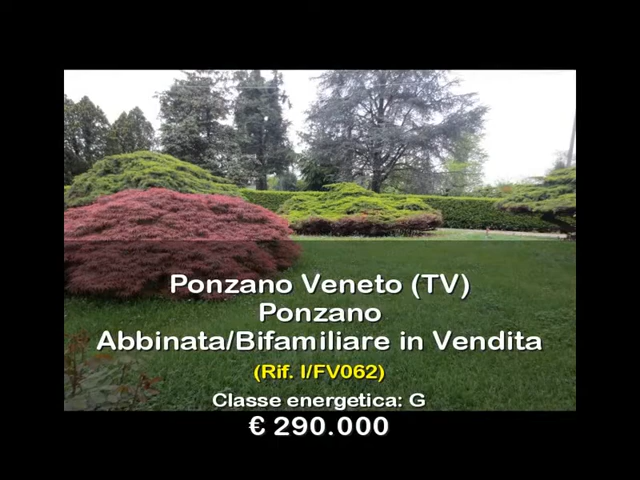 Ponzano Veneto (TV)
Ponzano
Abbinata/Bifamiliare in Vendita
(Rif. I/FV062)
Classe energetica: G
€ 290.000